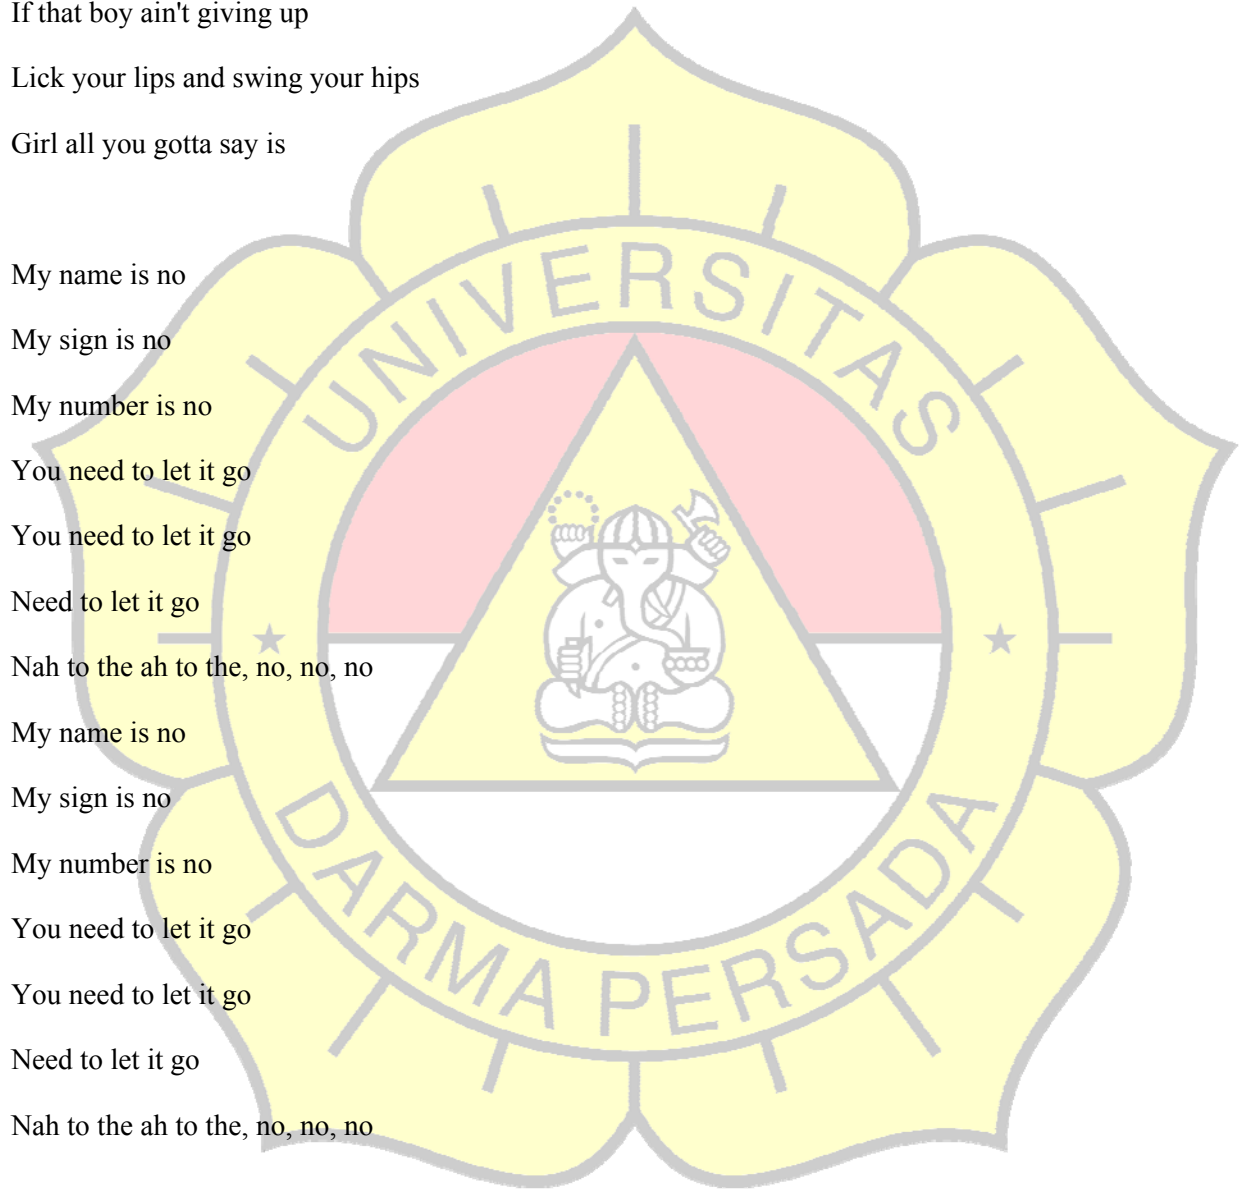 If that boy ain't giving up
Lick your lips and swing your hips
Girl all you gotta say is
My name is no
My sign is no
My number is no
You need to let it go
You need to let it go
Need to let it go
Nah to the ah to the, no, no, no
My name is no
My sign is no
My number is no
You need to let it go
You need to let it go
Need to let it go
Nah to the ah to the, no, no, no
UNIVERSITAS
DARMA PERSADA